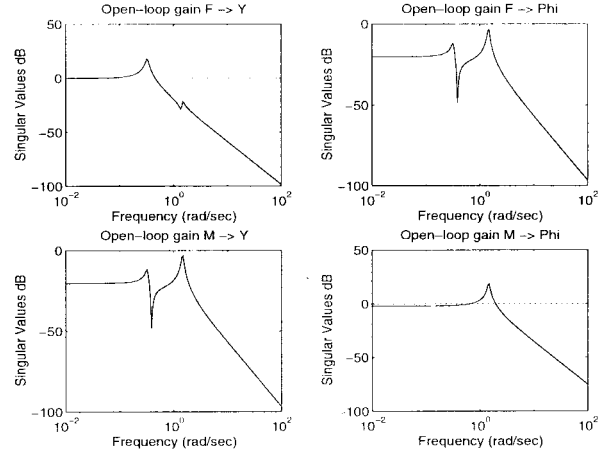 Open-loop gain F -> Y
Singular Values dB
50
0
-50
-100
10^-2
10^0
10^2
Frequency (rad/sec)
Open-loop gain F -> Phi
Singular Values dB
0
-50
-100
10^-2
10^0
10^2
Frequency (rad/sec)
Open-loop gain M -> Y
Singular Values dB
0
-50
-100
10^-2
10^0
10^2
Frequency (rad/sec)
Open-loop gain M -> Phi
Singular Values dB
50
0
-50
-100
10^-2
10^0
10^2
Frequency (rad/sec)